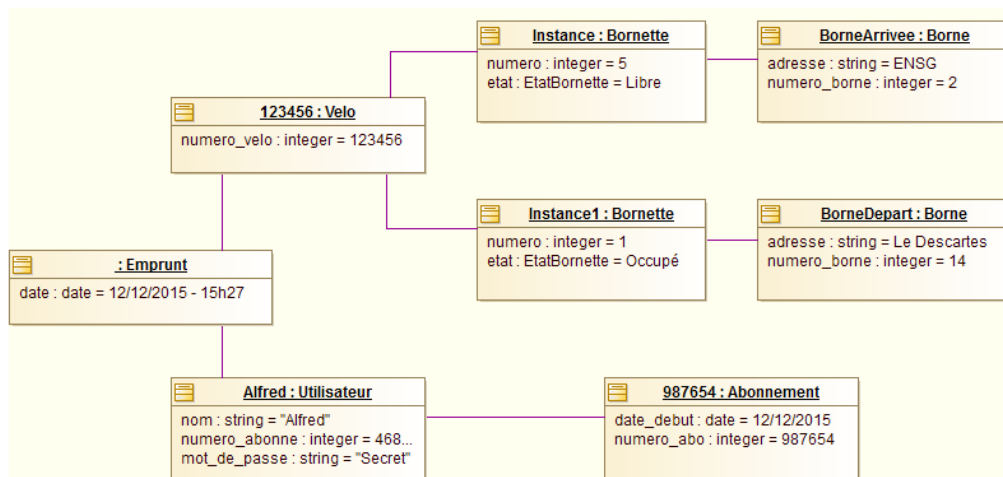 Instance : Bornette
numero : integer = 5
etat : EtatBornette = Libre
BorneArrivee : Borne
adresse : string = ENSG
numero_borne : integer = 2
123456 : Velo
numero_velo : integer = 123456
Instance1 : Bornette
numero : integer = 1
etat : EtatBornette = Occupé
BorneDepart : Borne
adresse : string = Le Descartes
numero_borne : integer = 14
: Emprunt
date : date = 12/12/2015 - 15h27
Alfred : Utilisateur
nom : string = "Alfred"
numero_abonne : integer = 468...
mot_de_passe : string = "Secret"
987654 : Abonnement
date_debut : date = 12/12/2015
numero_abo : integer = 987654